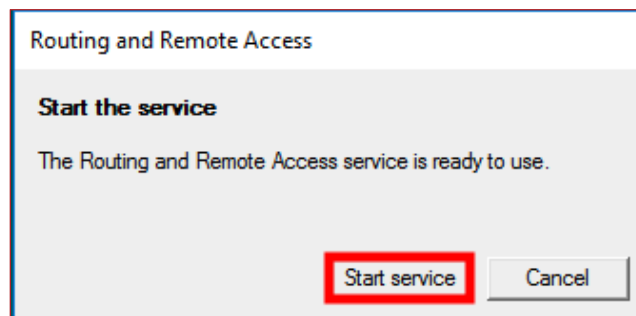 Routing and Remote Access
Start the service
The Routing and Remote Access service is ready to use.
Start service Cancel